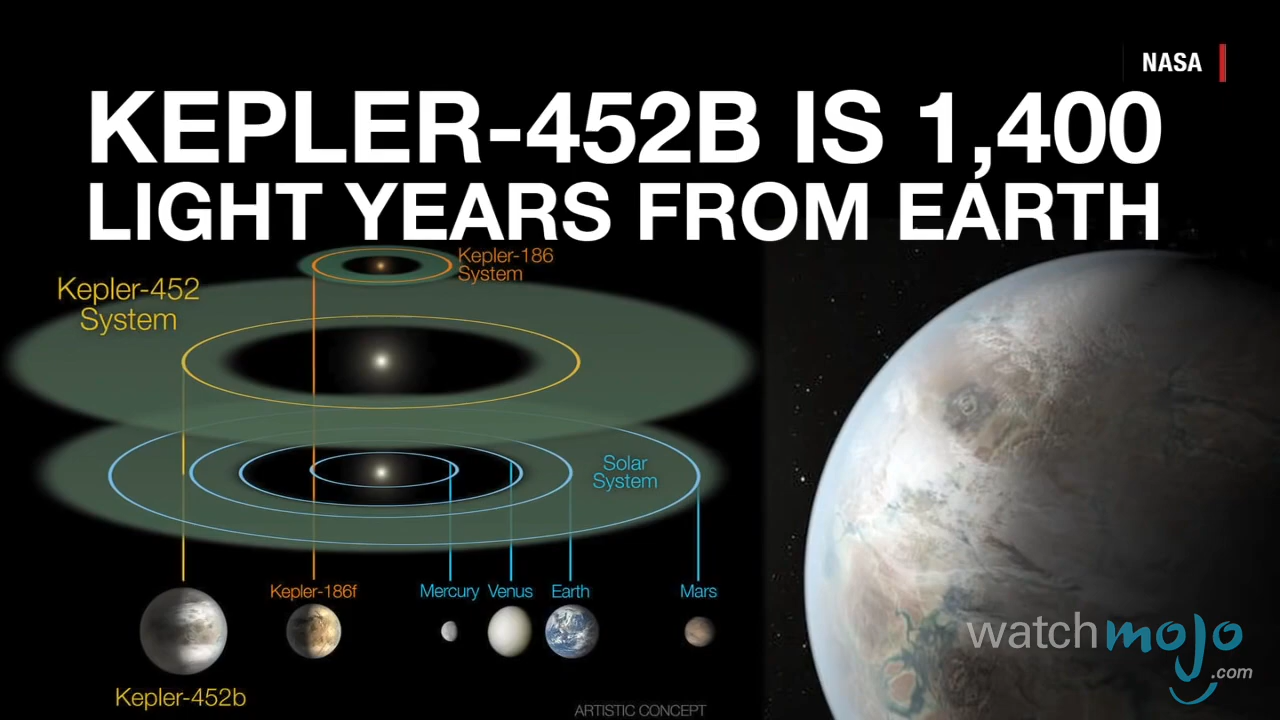 NASA
KEPLER-452B IS 1,400
LIGHT YEARS FROM EARTH
Kepler-186
System
Kepler-452
System
Solar
System
Kepler-186f
Mercury
Venus
Earth
Mars
Kepler-452b
watchmojo
.com
ARTISTIC CONCEPT